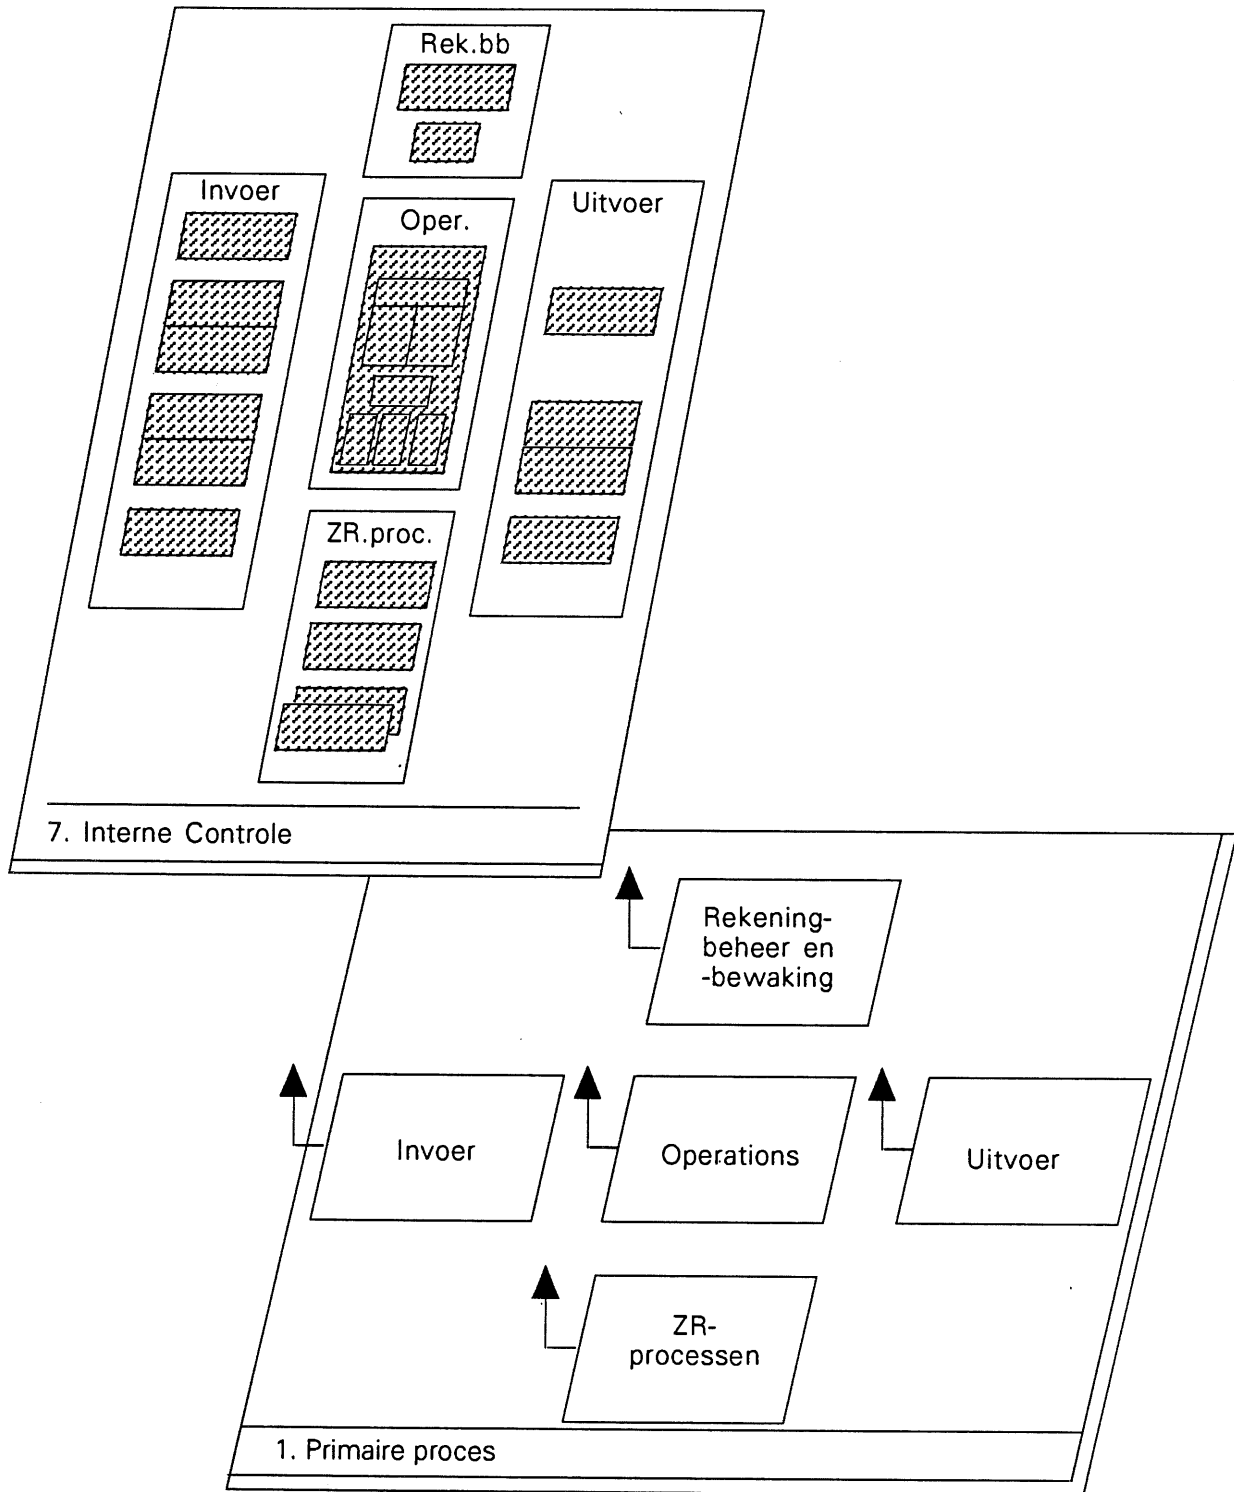 Rek.bb
Invoer
Oper.
Uitvoer
ZR.proc.
7. Interne Controle
Rekening-
beheer en
-bewaking
Invoer
Operations
Uitvoer
ZR-
processen
1. Primaire proces